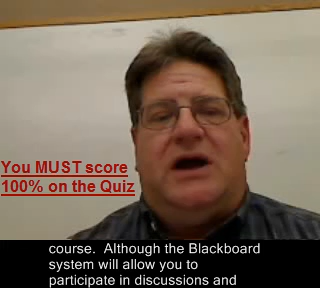 You MUST score
100% on the Quiz
course.  Although the Blackboard
system will allow you to
participate in discussions and